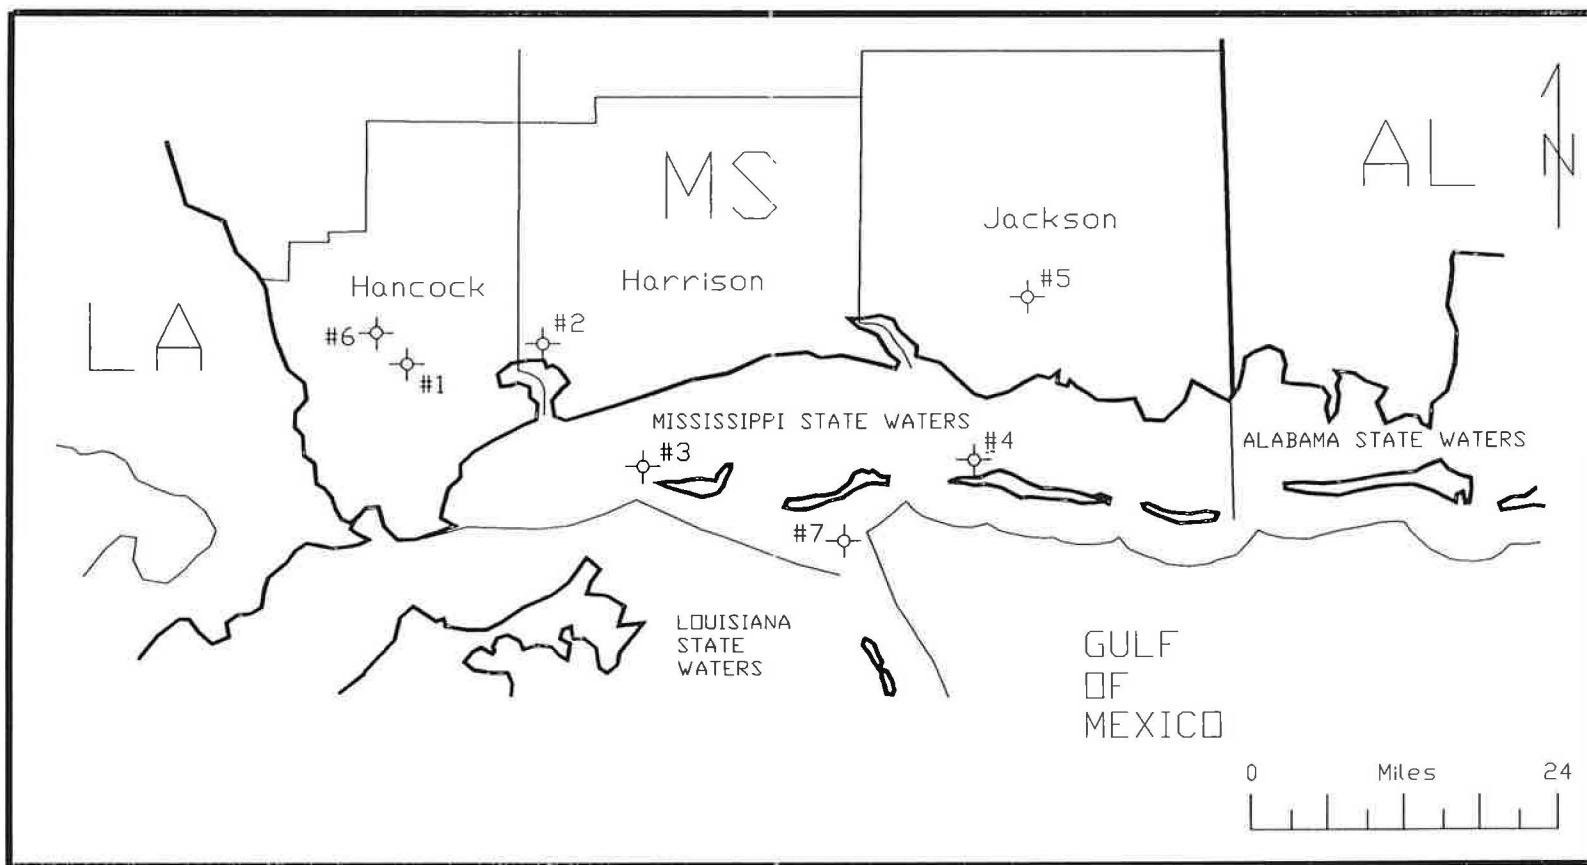 MS
AL
N
Jackson
Hancock
Harrison
#5
LA
#6
#2
#1
MISSISSIPPI STATE WATERS
ALABAMA STATE WATERS
#3
#4
#7
LOUISIANA
STATE
WATERS
GULF
OF
MEXICO
0 Miles 24